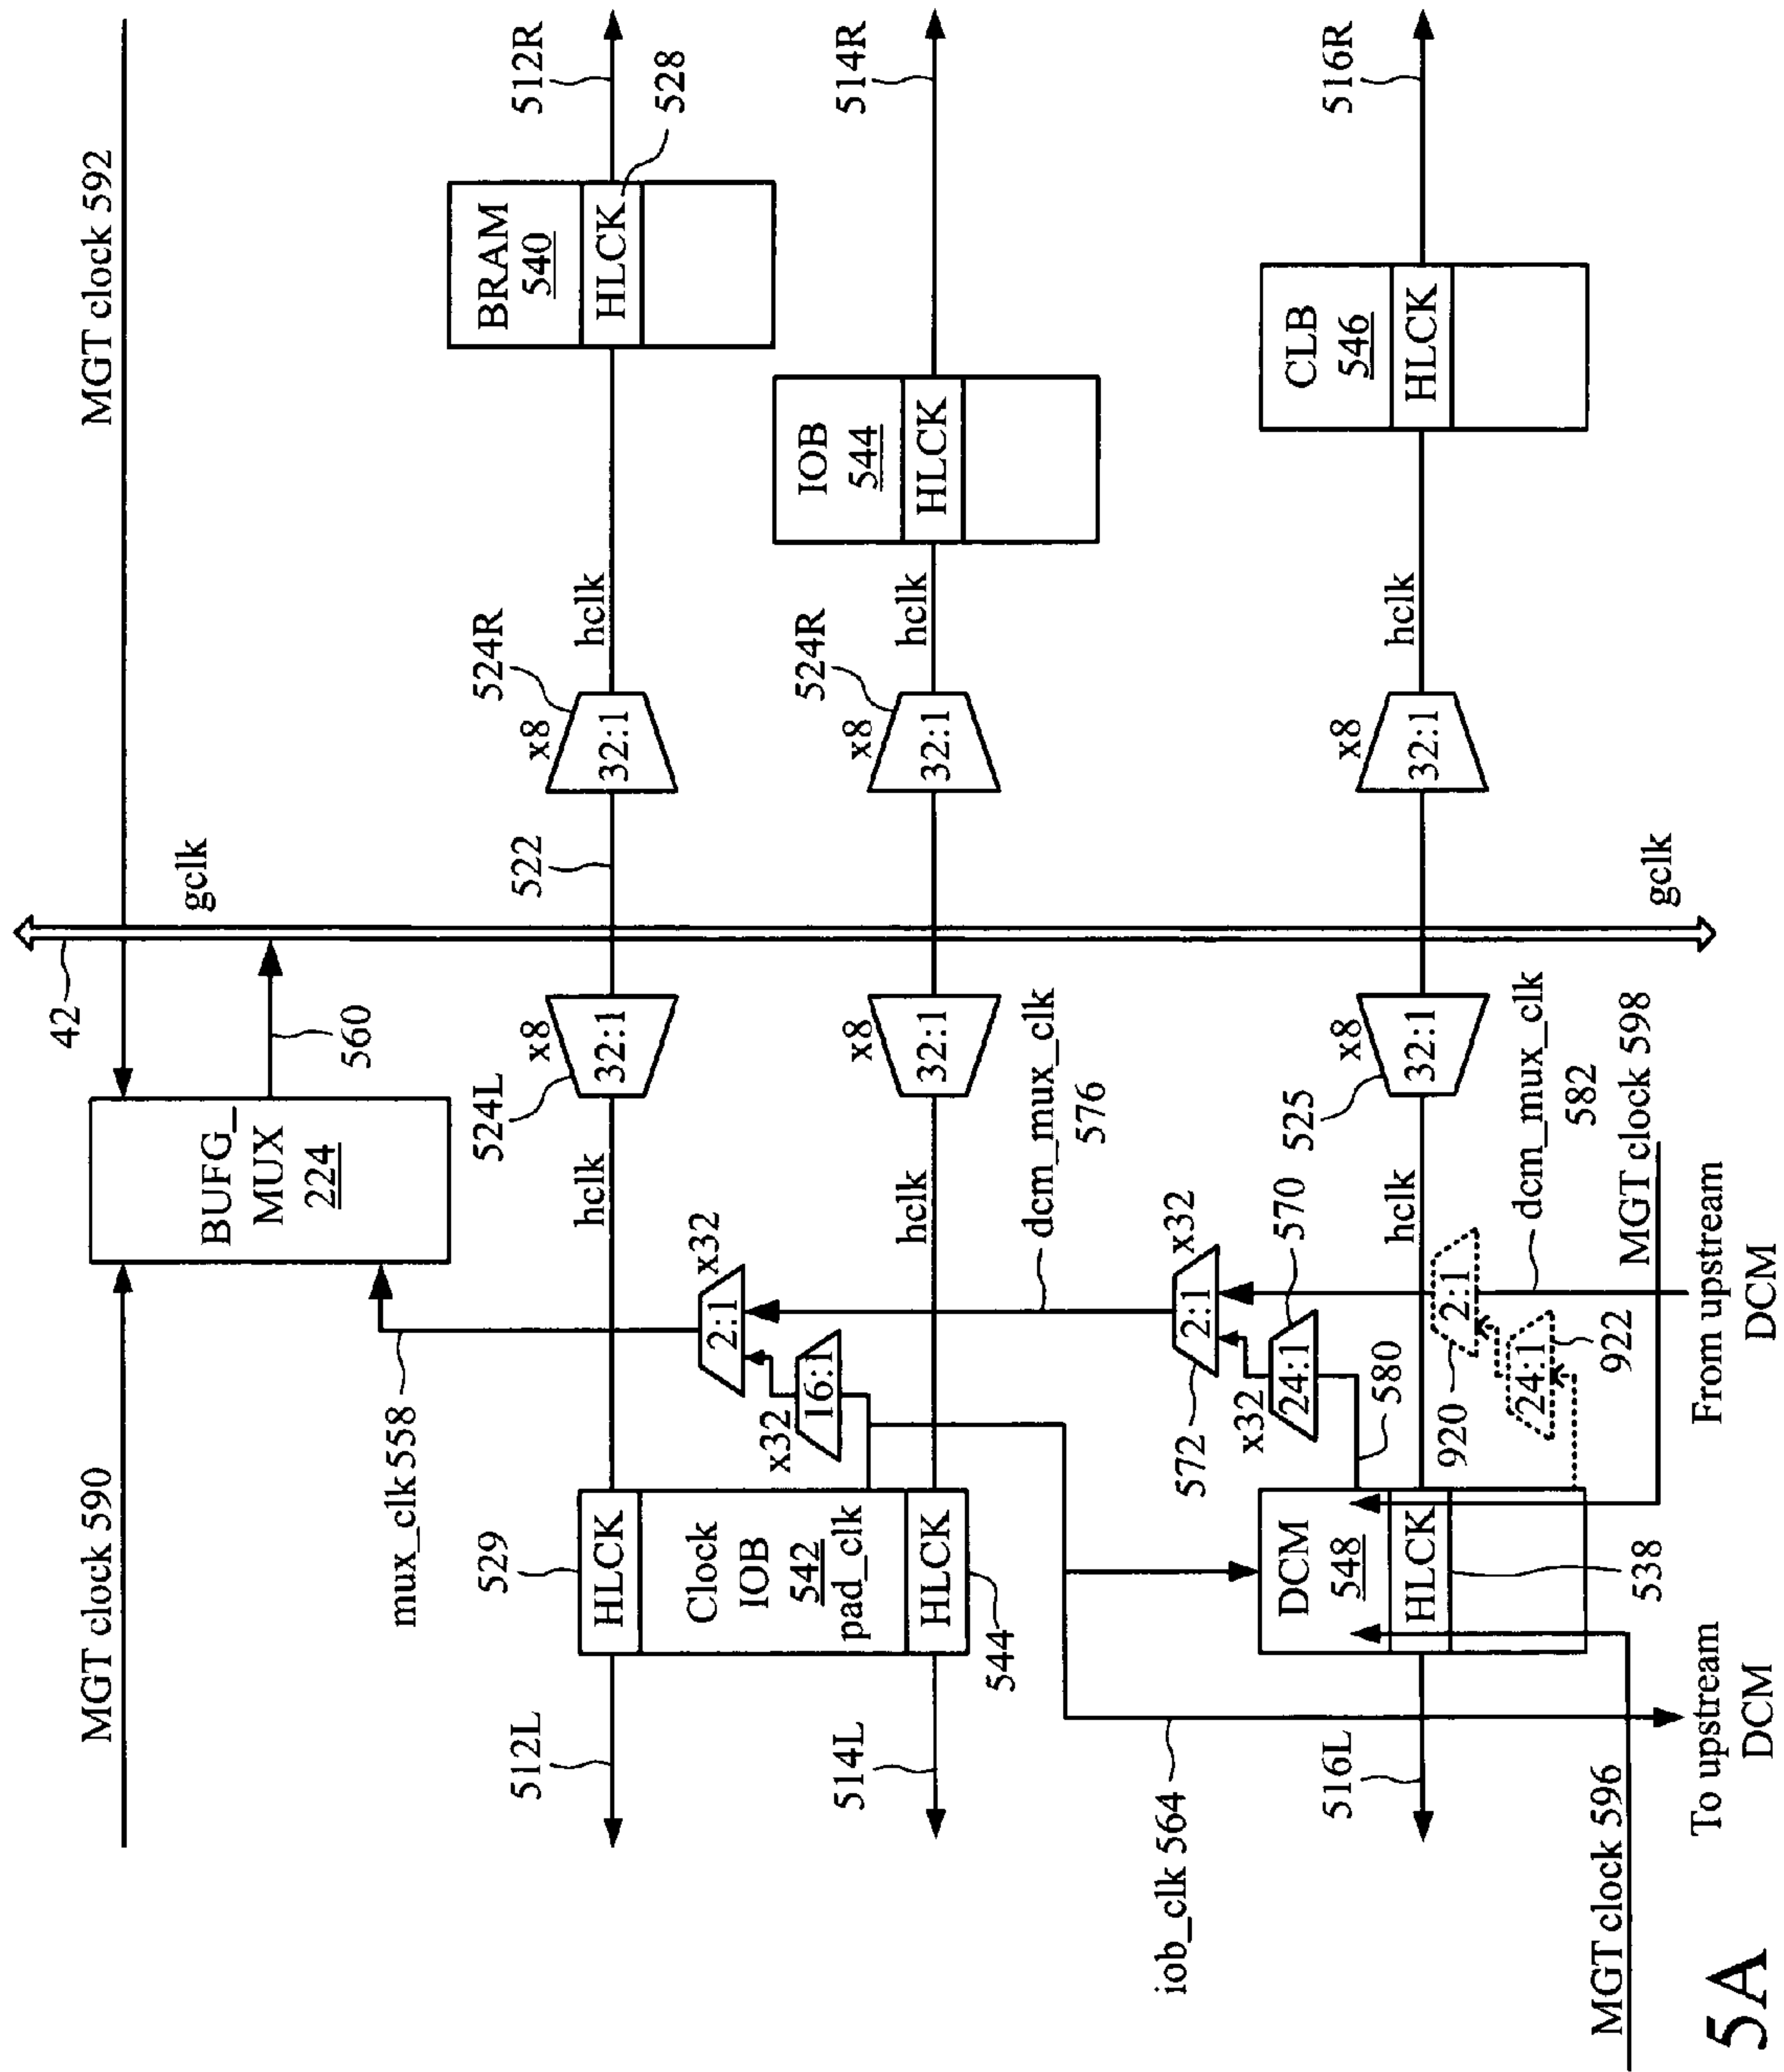 MGT clock 590
MGT clock 592
BUFG_
MUX
224
42
gclk
560
mux_clk 558
512L
529
HLCK
hclk
524L
x8
32:1
522
x8
32:1
524R
hclk
BRAM
540
HLCK
528
512R
Clock
IOB
542
pad_clk
x32
16:1
2:1
x32
514L
HLCK
544
hclk
x8
32:1
x8
32:1
524R
hclk
IOB
544
HLCK
514R
dcm_mux_clk
576
iob_clk 564
572
2:1
x32
x32
24:1
570
580
516L
DCM
548
HLCK
538
hclk
525
x8
32:1
x8
32:1
hclk
CLB
546
HLCK
516R
920
2:1
24:1
922
dcm_mux_clk
582
gclk
MGT clock 596
MGT clock 598
To upstream
DCM
From upstream
DCM
5A